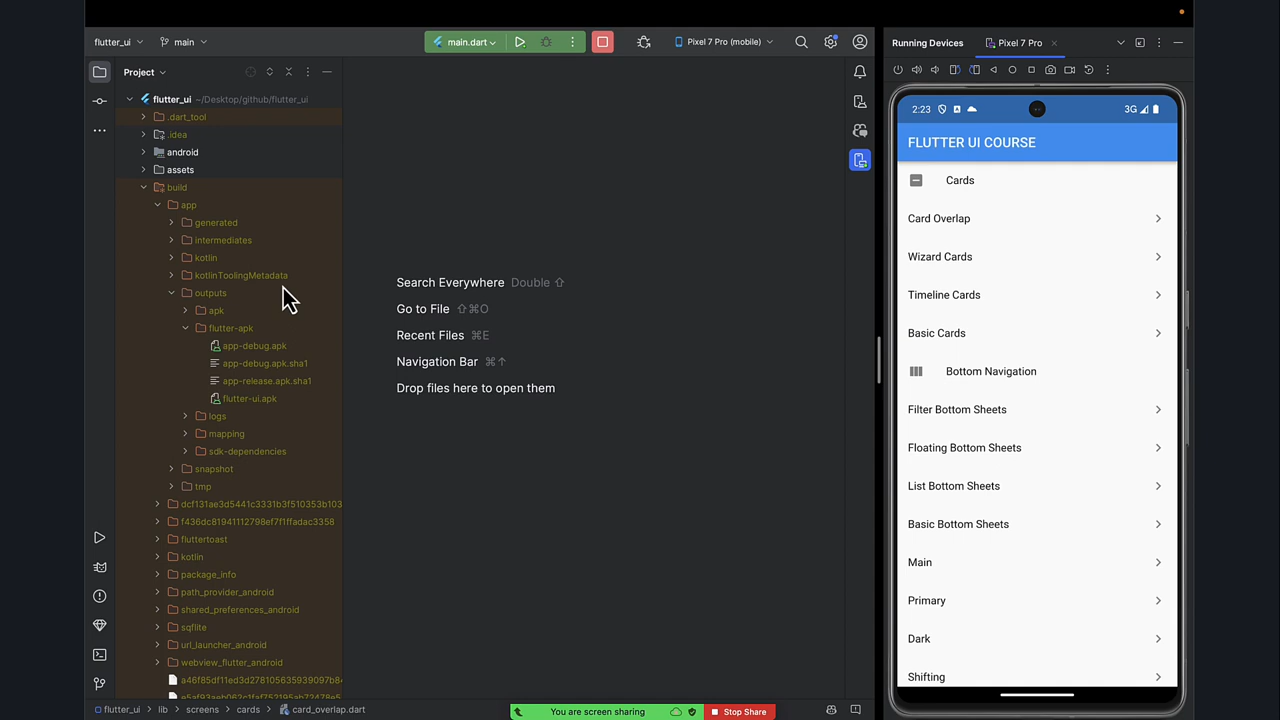 flutter_ui
main
main.dart
Pixel 7 Pro (mobile)
Project
flutter_ui ~/Desktop/github/flutter_ui
.dart_tool
.idea
android
assets
build
app
generated
intermediates
kotlin
kotlinToolingMetadata
outputs
apk
flutter-apk
app-debug.apk
app-debug.apk.sha1
app-release.apk.sha1
flutter-ui.apk
logs
mapping
sdk-dependencies
snapshot
tmp
dcf131ae3d5441c3331b3f510353b103
f436dc81941112798ef7f1ffadac3358
fluttertoast
kotlin
package_info
path_provider_android
shared_preferences_android
sqflite
url_launcher_android
webview_flutter_android
a46f85df11ed3d278105635939097b84
Search Everywhere Double ⇧
Go to File ⇧⌘O
Recent Files ⌘E
Navigation Bar ⌘↑
Drop files here to open them
flutter_ui > lib > screens > cards > card_overlap.dart
You are screen sharing
Stop Share
Running Devices
Pixel 7 Pro
2:23
3G
FLUTTER UI COURSE
Cards
Card Overlap
Wizard Cards
Timeline Cards
Basic Cards
Bottom Navigation
Filter Bottom Sheets
Floating Bottom Sheets
List Bottom Sheets
Basic Bottom Sheets
Main
Primary
Dark
Shifting